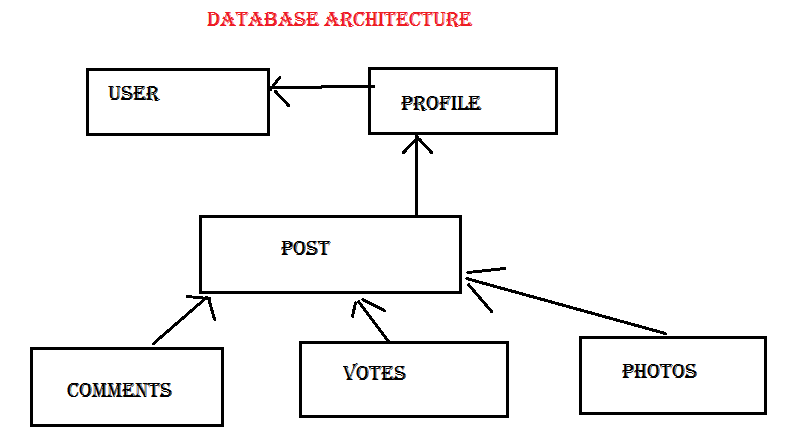 DATABASE ARCHITECTURE
USER
PROFILE
POST
COMMENTS
VOTES
PHOTOS